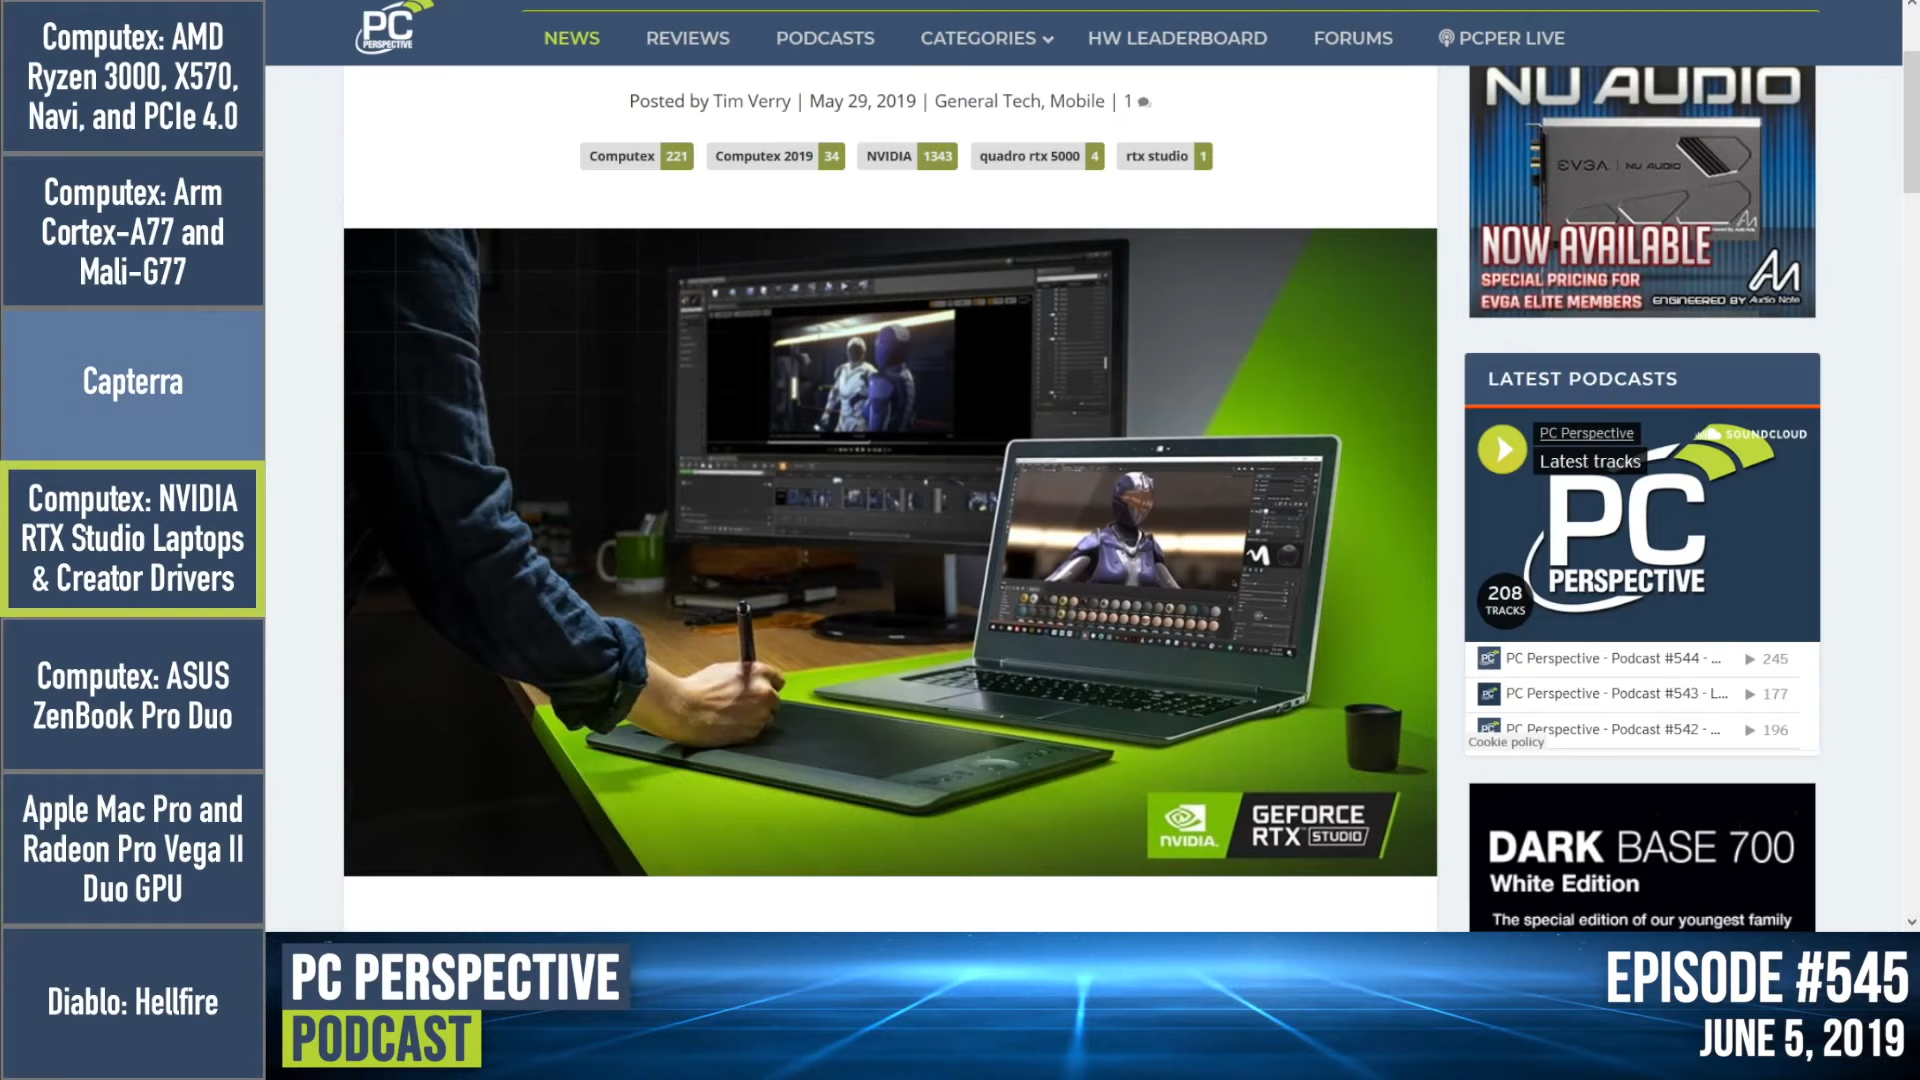 Computex: AMD
Ryzen 3000, X570,
Navi, and PCIe 4.0
Computex: Arm
Cortex-A77 and
Mali-G77
Capterra
Computex: NVIDIA
RTX Studio Laptops
& Creator Drivers
Computex: ASUS
ZenBook Pro Duo
Apple Mac Pro and
Radeon Pro Vega II
Duo GPU
Diablo: Hellfire
PC
PERSPECTIVE
NEWS REVIEWS PODCASTS CATEGORIES HW LEADERBOARD FORUMS PCPER LIVE
Posted by Tim Verry | May 29, 2019 | General Tech, Mobile | 1
Computex 221 Computex 2019 34 NVIDIA 1343 quadro rtx 5000 4 rtx studio 1
NVIDIA.
GEFORCE
RTX STUDIO
NU AUDIO
EVGA | NU AUDIO
NOW AVAILABLE
SPECIAL PRICING FOR
EVGA ELITE MEMBERS
ENGINEERED BY Audio Note
LATEST PODCASTS
PC Perspective
SOUNDCLOUD
Latest tracks
PC
PERSPECTIVE
208
TRACKS
PC Perspective - Podcast #544 - ... 245
PC Perspective - Podcast #543 - L... 177
PC Perspective - Podcast #542 - ... 196
Cookie policy
DARK BASE 700
White Edition
The special edition of our youngest family
PC PERSPECTIVE
PODCAST
EPISODE #545
JUNE 5, 2019